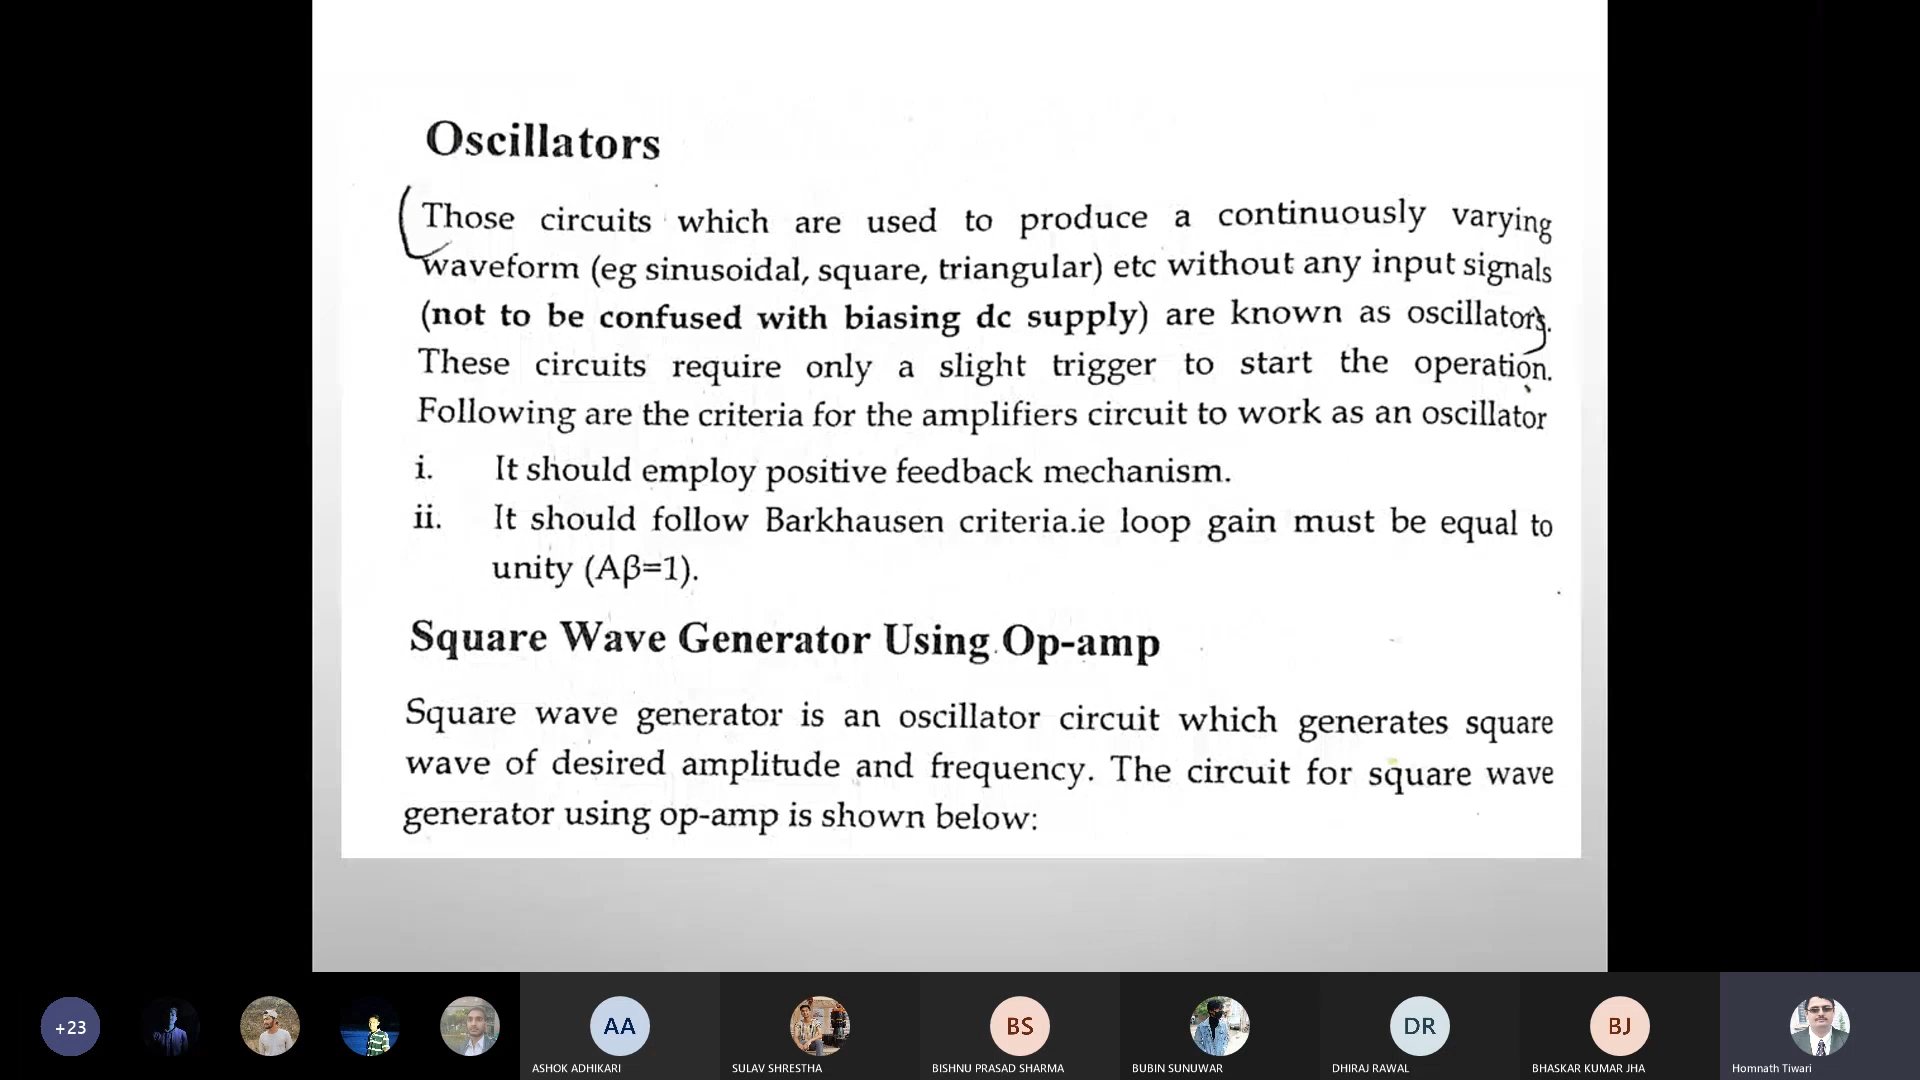 Oscillators
Those circuits which are used to produce a continuously varying
waveform (eg sinusoidal, square, triangular) etc without any input signals
(not to be confused with biasing dc supply) are known as oscillators.
These circuits require only a slight trigger to start the operation.
Following are the criteria for the amplifiers circuit to work as an oscillator
i. It should employ positive feedback mechanism.
ii. It should follow Barkhausen criteria.ie loop gain must be equal to
unity (Aβ=1).
Square Wave Generator Using Op-amp
Square wave generator is an oscillator circuit which generates square
wave of desired amplitude and frequency. The circuit for square wave
generator using op-amp is shown below:
+23
AA
BS
DR
BJ
ASHOK ADHIKARI
SULAV SHRESTHA
BISHNU PRASAD SHARMA
BUBIN SUNUWAR
DHIRAJ RAWAL
BHASKAR KUMAR JHA
Homnath Tiwari